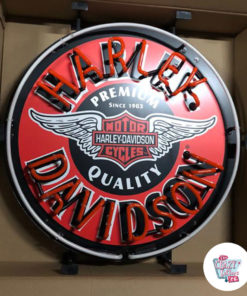 HARLEY
PREMIUM
SINCE 1903
MOTOR
HARLEY-DAVIDSON
CYCLES
QUALITY
DAVIDSON